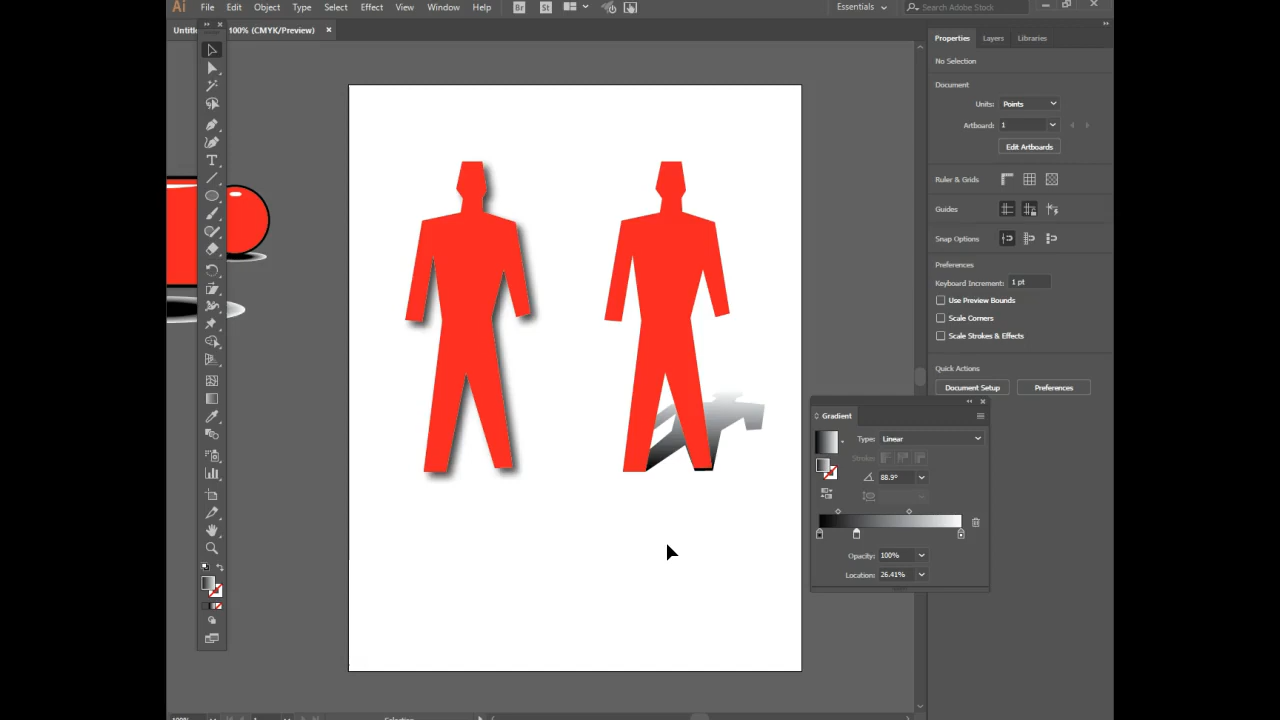 Ai File Edit Object Type Select Effect View Window Help Br St Essentials Search Adobe Stock
100% (CMYK/Preview) ×
Properties Layers Libraries
No Selection
Document
Units: Points
Artboard: 1
Edit Artboards
Ruler & Grids
Guides
Snap Options
Preferences
Keyboard Increment: 1 pt
Use Preview Bounds
Scale Corners
Scale Strokes & Effects
Quick Actions
Document Setup Preferences
Gradient
Type: Linear
Stroke:
88.9°
Opacity: 100%
Location: 26.41%